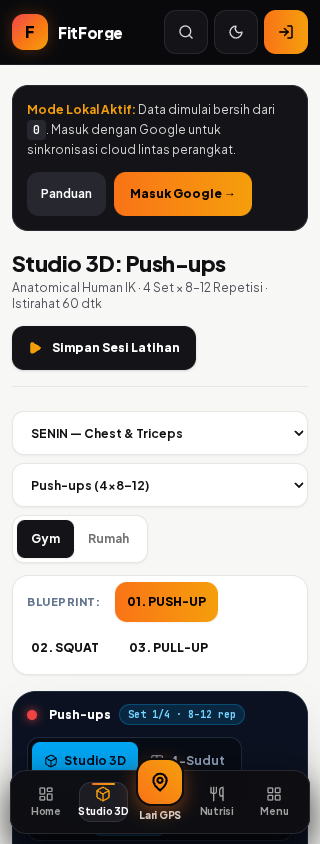 F FitForge
Mode Lokal Aktif: Data dimulai bersih dari
0. Masuk dengan Google untuk
sinkronisasi cloud lintas perangkat.
Panduan Masuk Google →
Studio 3D: Push-ups
Anatomical Human IK · 4 Set × 8–12 Repetisi ·
Istirahat 60 dtk
Simpan Sesi Latihan
SENIN — Chest & Triceps
Push-ups (4×8–12)
Gym Rumah
BLUEPRINT: 01. PUSH-UP
02. SQUAT 03. PULL-UP
Push-ups Set 1/4 · 8-12 rep
Studio 3D 4-Sudut
Home Studio 3D Lari GPS Nutrisi Menu